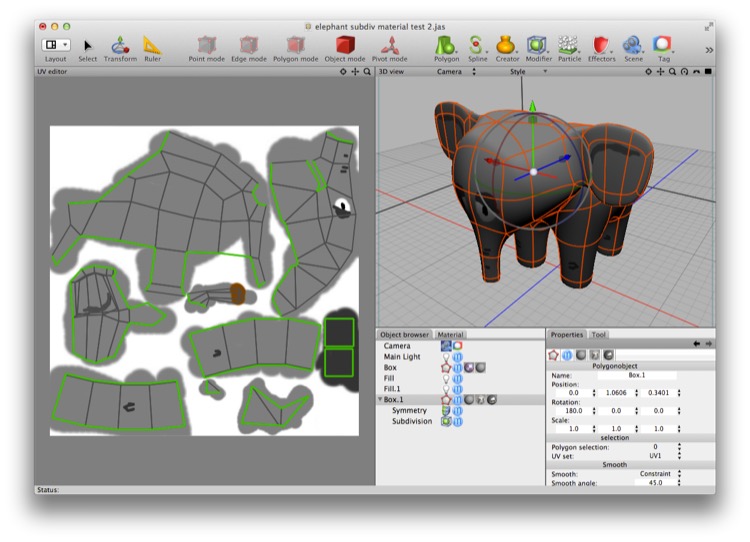 elephant subdiv material test 2.jas
Layout Select Transform Ruler Point mode Edge mode Polygon mode Object mode Pivot mode Polygon Spline Creator Modifier Particle Effectors Scene Tag
UV editor
3D view Camera Style
Object browser Material
Camera
Main Light
Box
Fill
Fill.1
Box.1
Symmetry
Subdivision
Properties Tool
Polygonobject
Name: Box.1
Position:
0.0 1.0606 0.3401
Rotation:
180.0 0.0 0.0
Scale:
1.0 1.0 1.0
selection
Polygon selection: 0
UV set: UV1
Smooth
Smooth: Constraint
Smooth angle: 45.0
Status: